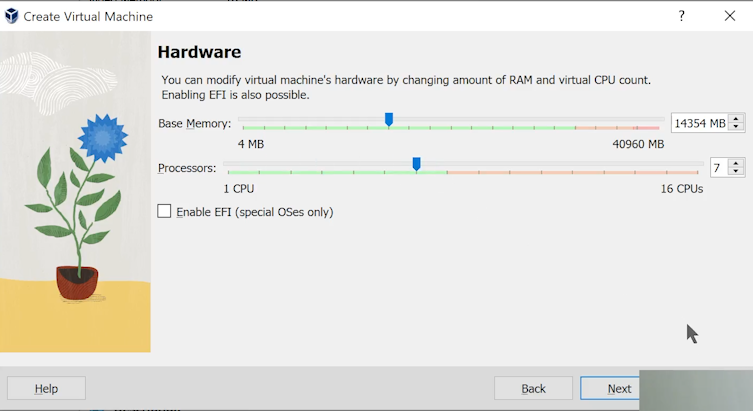 Create Virtual Machine
Hardware
You can modify virtual machine's hardware by changing amount of RAM and virtual CPU count.
Enabling EFI is also possible.
Base Memory: 14354 MB
4 MB 40960 MB
Processors: 7
1 CPU 16 CPUs
Enable EFI (special OSes only)
Help Back Next